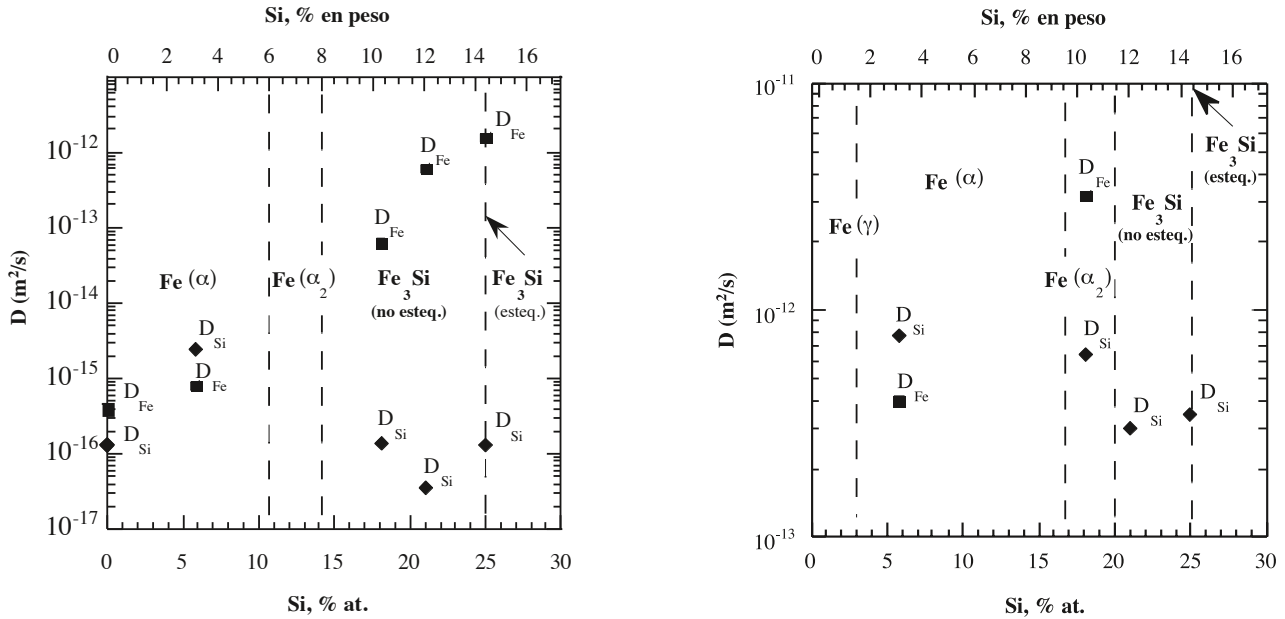 Si, % en peso
0 2 4 6 8 10 12 14 16
D (m²/s)
10⁻¹²
10⁻¹³
10⁻¹⁴
10⁻¹⁵
10⁻¹⁶
10⁻¹⁷
D Fe
D Fe
D Fe
Fe (α)
Fe (α₂)
Fe₃Si
(no esteq.)
Fe₃Si
(esteq.)
D Si
D Fe
D Fe
D Si
D Si
D Si
D Si
0 5 10 15 20 25 30
Si, % at.
Si, % en peso
0 2 4 6 8 10 12 14 16
D (m²/s)
10⁻¹¹
10⁻¹²
10⁻¹³
Fe₃Si
(esteq.)
Fe (α)
D Fe
Fe₃Si
(no esteq.)
Fe (γ)
Fe (α₂)
D Si
D Si
D Fe
D Si
D Si
0 5 10 15 20 25 30
Si, % at.